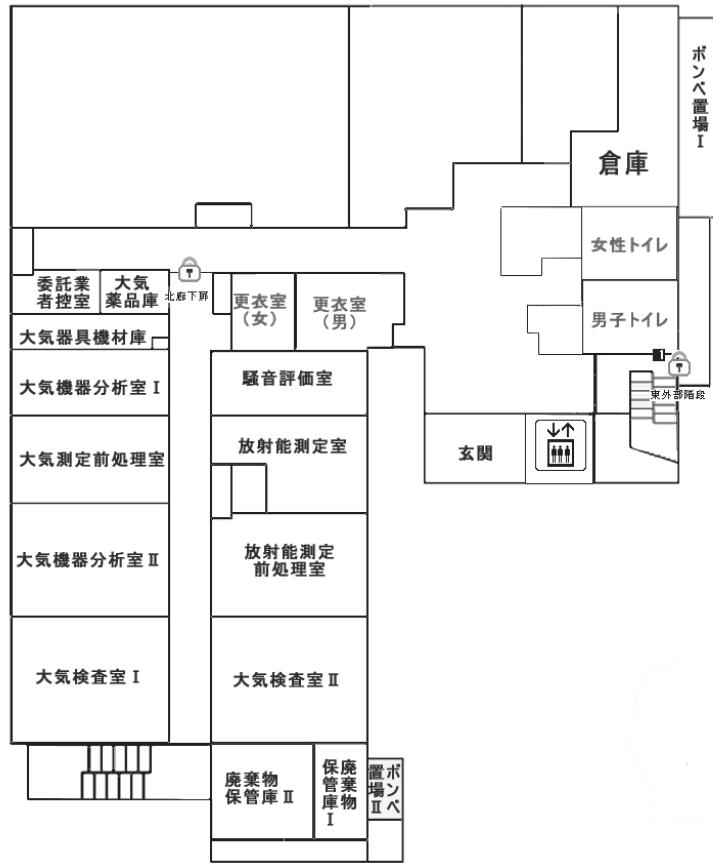 ボンベ置場Ⅰ
倉庫
女性トイレ
男子トイレ
東外部階段
委託業
者控室
大気
薬品庫
北廊下扉
更衣室
（女）
更衣室
（男）
大気器具機材庫
大気機器分析室Ⅰ
騒音評価室
大気測定前処理室
放射能測定室
玄関
大気機器分析室Ⅱ
放射能測定
前処理室
大気検査室Ⅰ
大気検査室Ⅱ
廃棄物
保管庫Ⅱ
廃棄物
保管庫Ⅰ
ボンベ
置場Ⅱ